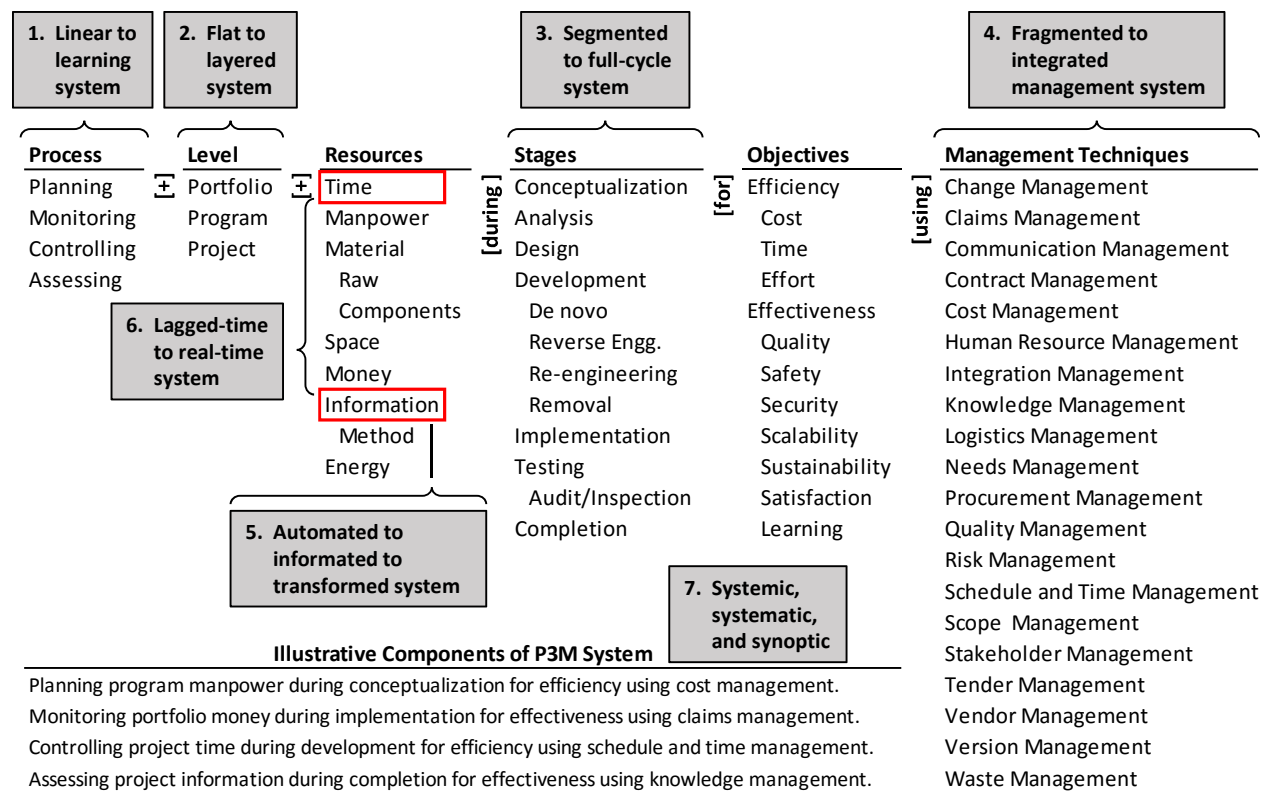 1. Linear to
learning
system
2. Flat to
layered
system
3. Segmented
to full-cycle
system
4. Fragmented to
integrated
management system
Process
Planning
Monitoring
Controlling
Assessing
[+]
Level
Portfolio
Program
Project
[+]
Resources
Time
Manpower
Material
Raw
Components
Space
Money
Information
Method
Energy
[during ]
Stages
Conceptualization
Analysis
Design
Development
De novo
Reverse Engg.
Re-engineering
Removal
Implementation
Testing
Audit/Inspection
Completion
[for]
Objectives
Efficiency
Cost
Time
Effort
Effectiveness
Quality
Safety
Security
Scalability
Sustainability
Satisfaction
Learning
[using ]
Management Techniques
Change Management
Claims Management
Communication Management
Contract Management
Cost Management
Human Resource Management
Integration Management
Knowledge Management
Logistics Management
Needs Management
Procurement Management
Quality Management
Risk Management
Schedule and Time Management
Scope Management
Stakeholder Management
Tender Management
Vendor Management
Version Management
Waste Management
6. Lagged-time
to real-time
system
5. Automated to
informated to
transformed system
7. Systemic,
systematic,
and synoptic
Illustrative Components of P3M System
Planning program manpower during conceptualization for efficiency using cost management.
Monitoring portfolio money during implementation for effectiveness using claims management.
Controlling project time during development for efficiency using schedule and time management.
Assessing project information during completion for effectiveness using knowledge management.